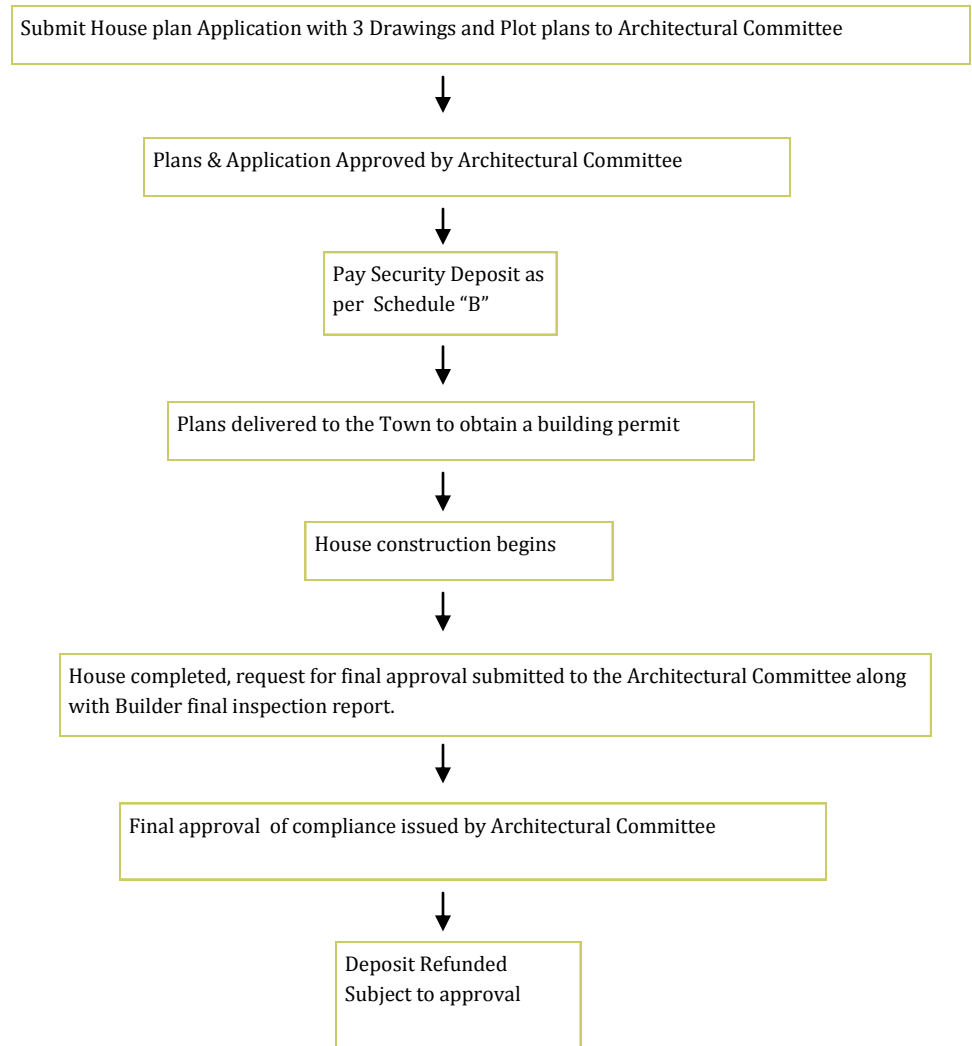 Submit House plan Application with 3 Drawings and Plot plans to Architectural Committee
Plans & Application Approved by Architectural Committee
Pay Security Deposit as
per Schedule “B”
Plans delivered to the Town to obtain a building permit
House construction begins
House completed, request for final approval submitted to the Architectural Committee along
with Builder final inspection report.
Final approval of compliance issued by Architectural Committee
Deposit Refunded
Subject to approval